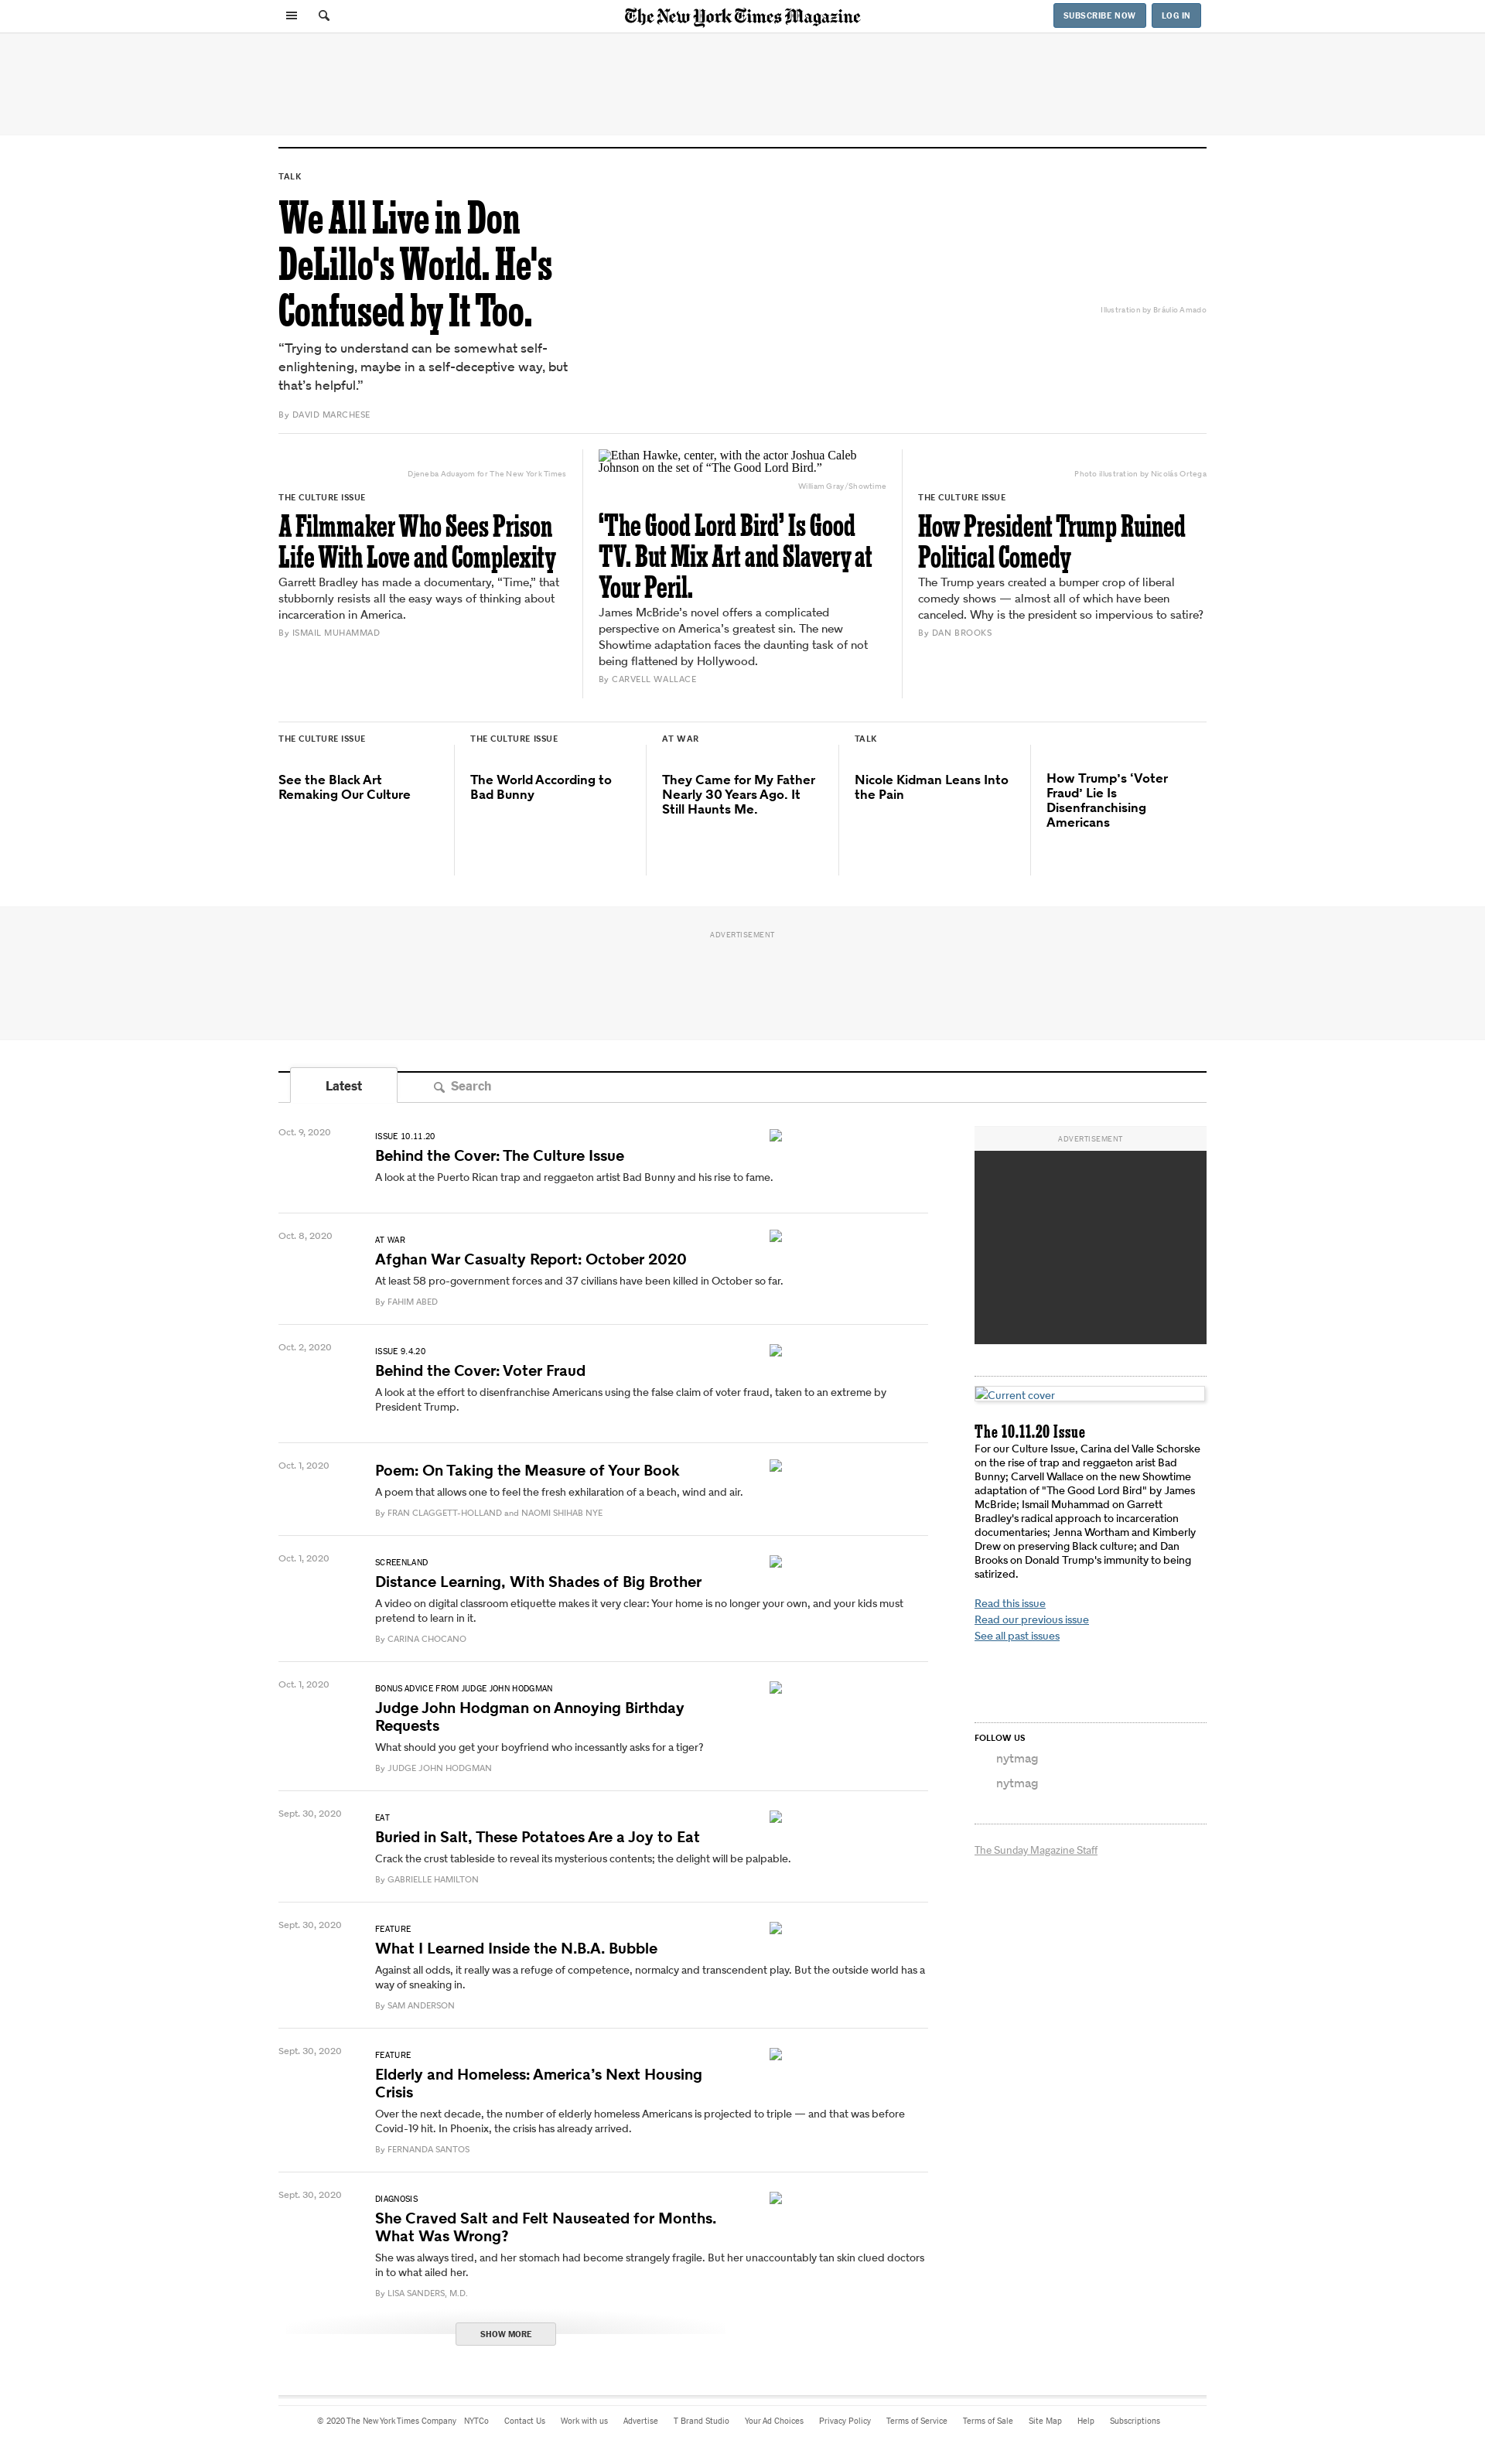 The New York Times Magazine
SUBSCRIBE NOW
LOG IN
TALK
We All Live in Don
DeLillo's World. He's
Confused by It Too.
“Trying to understand can be somewhat self-
enlightening, maybe in a self-deceptive way, but
that’s helpful.”
By DAVID MARCHESE
Illustration by Bráulio Amado
Djeneba Aduayom for The New York Times
THE CULTURE ISSUE
A Filmmaker Who Sees Prison
Life With Love and Complexity
Garrett Bradley has made a documentary, “Time,” that
stubbornly resists all the easy ways of thinking about
incarceration in America.
By ISMAIL MUHAMMAD
Ethan Hawke, center, with the actor Joshua Caleb
Johnson on the set of “The Good Lord Bird.”
William Gray/Showtime
‘The Good Lord Bird’ Is Good
TV. But Mix Art and Slavery at
Your Peril.
James McBride’s novel offers a complicated
perspective on America’s greatest sin. The new
Showtime adaptation faces the daunting task of not
being flattened by Hollywood.
By CARVELL WALLACE
Photo illustration by Nicolás Ortega
THE CULTURE ISSUE
How President Trump Ruined
Political Comedy
The Trump years created a bumper crop of liberal
comedy shows — almost all of which have been
canceled. Why is the president so impervious to satire?
By DAN BROOKS
THE CULTURE ISSUE
See the Black Art
Remaking Our Culture
THE CULTURE ISSUE
The World According to
Bad Bunny
AT WAR
They Came for My Father
Nearly 30 Years Ago. It
Still Haunts Me.
TALK
Nicole Kidman Leans Into
the Pain
How Trump’s ‘Voter
Fraud’ Lie Is
Disenfranchising
Americans
ADVERTISEMENT
Latest
Search
Oct. 9, 2020
ISSUE 10.11.20
Behind the Cover: The Culture Issue
A look at the Puerto Rican trap and reggaeton artist Bad Bunny and his rise to fame.
Oct. 8, 2020
AT WAR
Afghan War Casualty Report: October 2020
At least 58 pro-government forces and 37 civilians have been killed in October so far.
By FAHIM ABED
Oct. 2, 2020
ISSUE 9.4.20
Behind the Cover: Voter Fraud
A look at the effort to disenfranchise Americans using the false claim of voter fraud, taken to an extreme by
President Trump.
Oct. 1, 2020
Poem: On Taking the Measure of Your Book
A poem that allows one to feel the fresh exhilaration of a beach, wind and air.
By FRAN CLAGGETT-HOLLAND and NAOMI SHIHAB NYE
Oct. 1, 2020
SCREENLAND
Distance Learning, With Shades of Big Brother
A video on digital classroom etiquette makes it very clear: Your home is no longer your own, and your kids must
pretend to learn in it.
By CARINA CHOCANO
Oct. 1, 2020
BONUS ADVICE FROM JUDGE JOHN HODGMAN
Judge John Hodgman on Annoying Birthday
Requests
What should you get your boyfriend who incessantly asks for a tiger?
By JUDGE JOHN HODGMAN
Sept. 30, 2020
EAT
Buried in Salt, These Potatoes Are a Joy to Eat
Crack the crust tableside to reveal its mysterious contents; the delight will be palpable.
By GABRIELLE HAMILTON
Sept. 30, 2020
FEATURE
What I Learned Inside the N.B.A. Bubble
Against all odds, it really was a refuge of competence, normalcy and transcendent play. But the outside world has a
way of sneaking in.
By SAM ANDERSON
Sept. 30, 2020
FEATURE
Elderly and Homeless: America’s Next Housing
Crisis
Over the next decade, the number of elderly homeless Americans is projected to triple — and that was before
Covid-19 hit. In Phoenix, the crisis has already arrived.
By FERNANDA SANTOS
Sept. 30, 2020
DIAGNOSIS
She Craved Salt and Felt Nauseated for Months.
What Was Wrong?
She was always tired, and her stomach had become strangely fragile. But her unaccountably tan skin clued doctors
in to what ailed her.
By LISA SANDERS, M.D.
SHOW MORE
ADVERTISEMENT
Current cover
The 10.11.20 Issue
For our Culture Issue, Carina del Valle Schorske
on the rise of trap and reggaeton arist Bad
Bunny; Carvell Wallace on the new Showtime
adaptation of "The Good Lord Bird" by James
McBride; Ismail Muhammad on Garrett
Bradley's radical approach to incarceration
documentaries; Jenna Wortham and Kimberly
Drew on preserving Black culture; and Dan
Brooks on Donald Trump's immunity to being
satirized.
Read this issue
Read our previous issue
See all past issues
FOLLOW US
nytmag
nytmag
The Sunday Magazine Staff
© 2020 The New York Times Company NYTCo Contact Us Work with us Advertise T Brand Studio Your Ad Choices Privacy Policy Terms of Service Terms of Sale Site Map Help Subscriptions